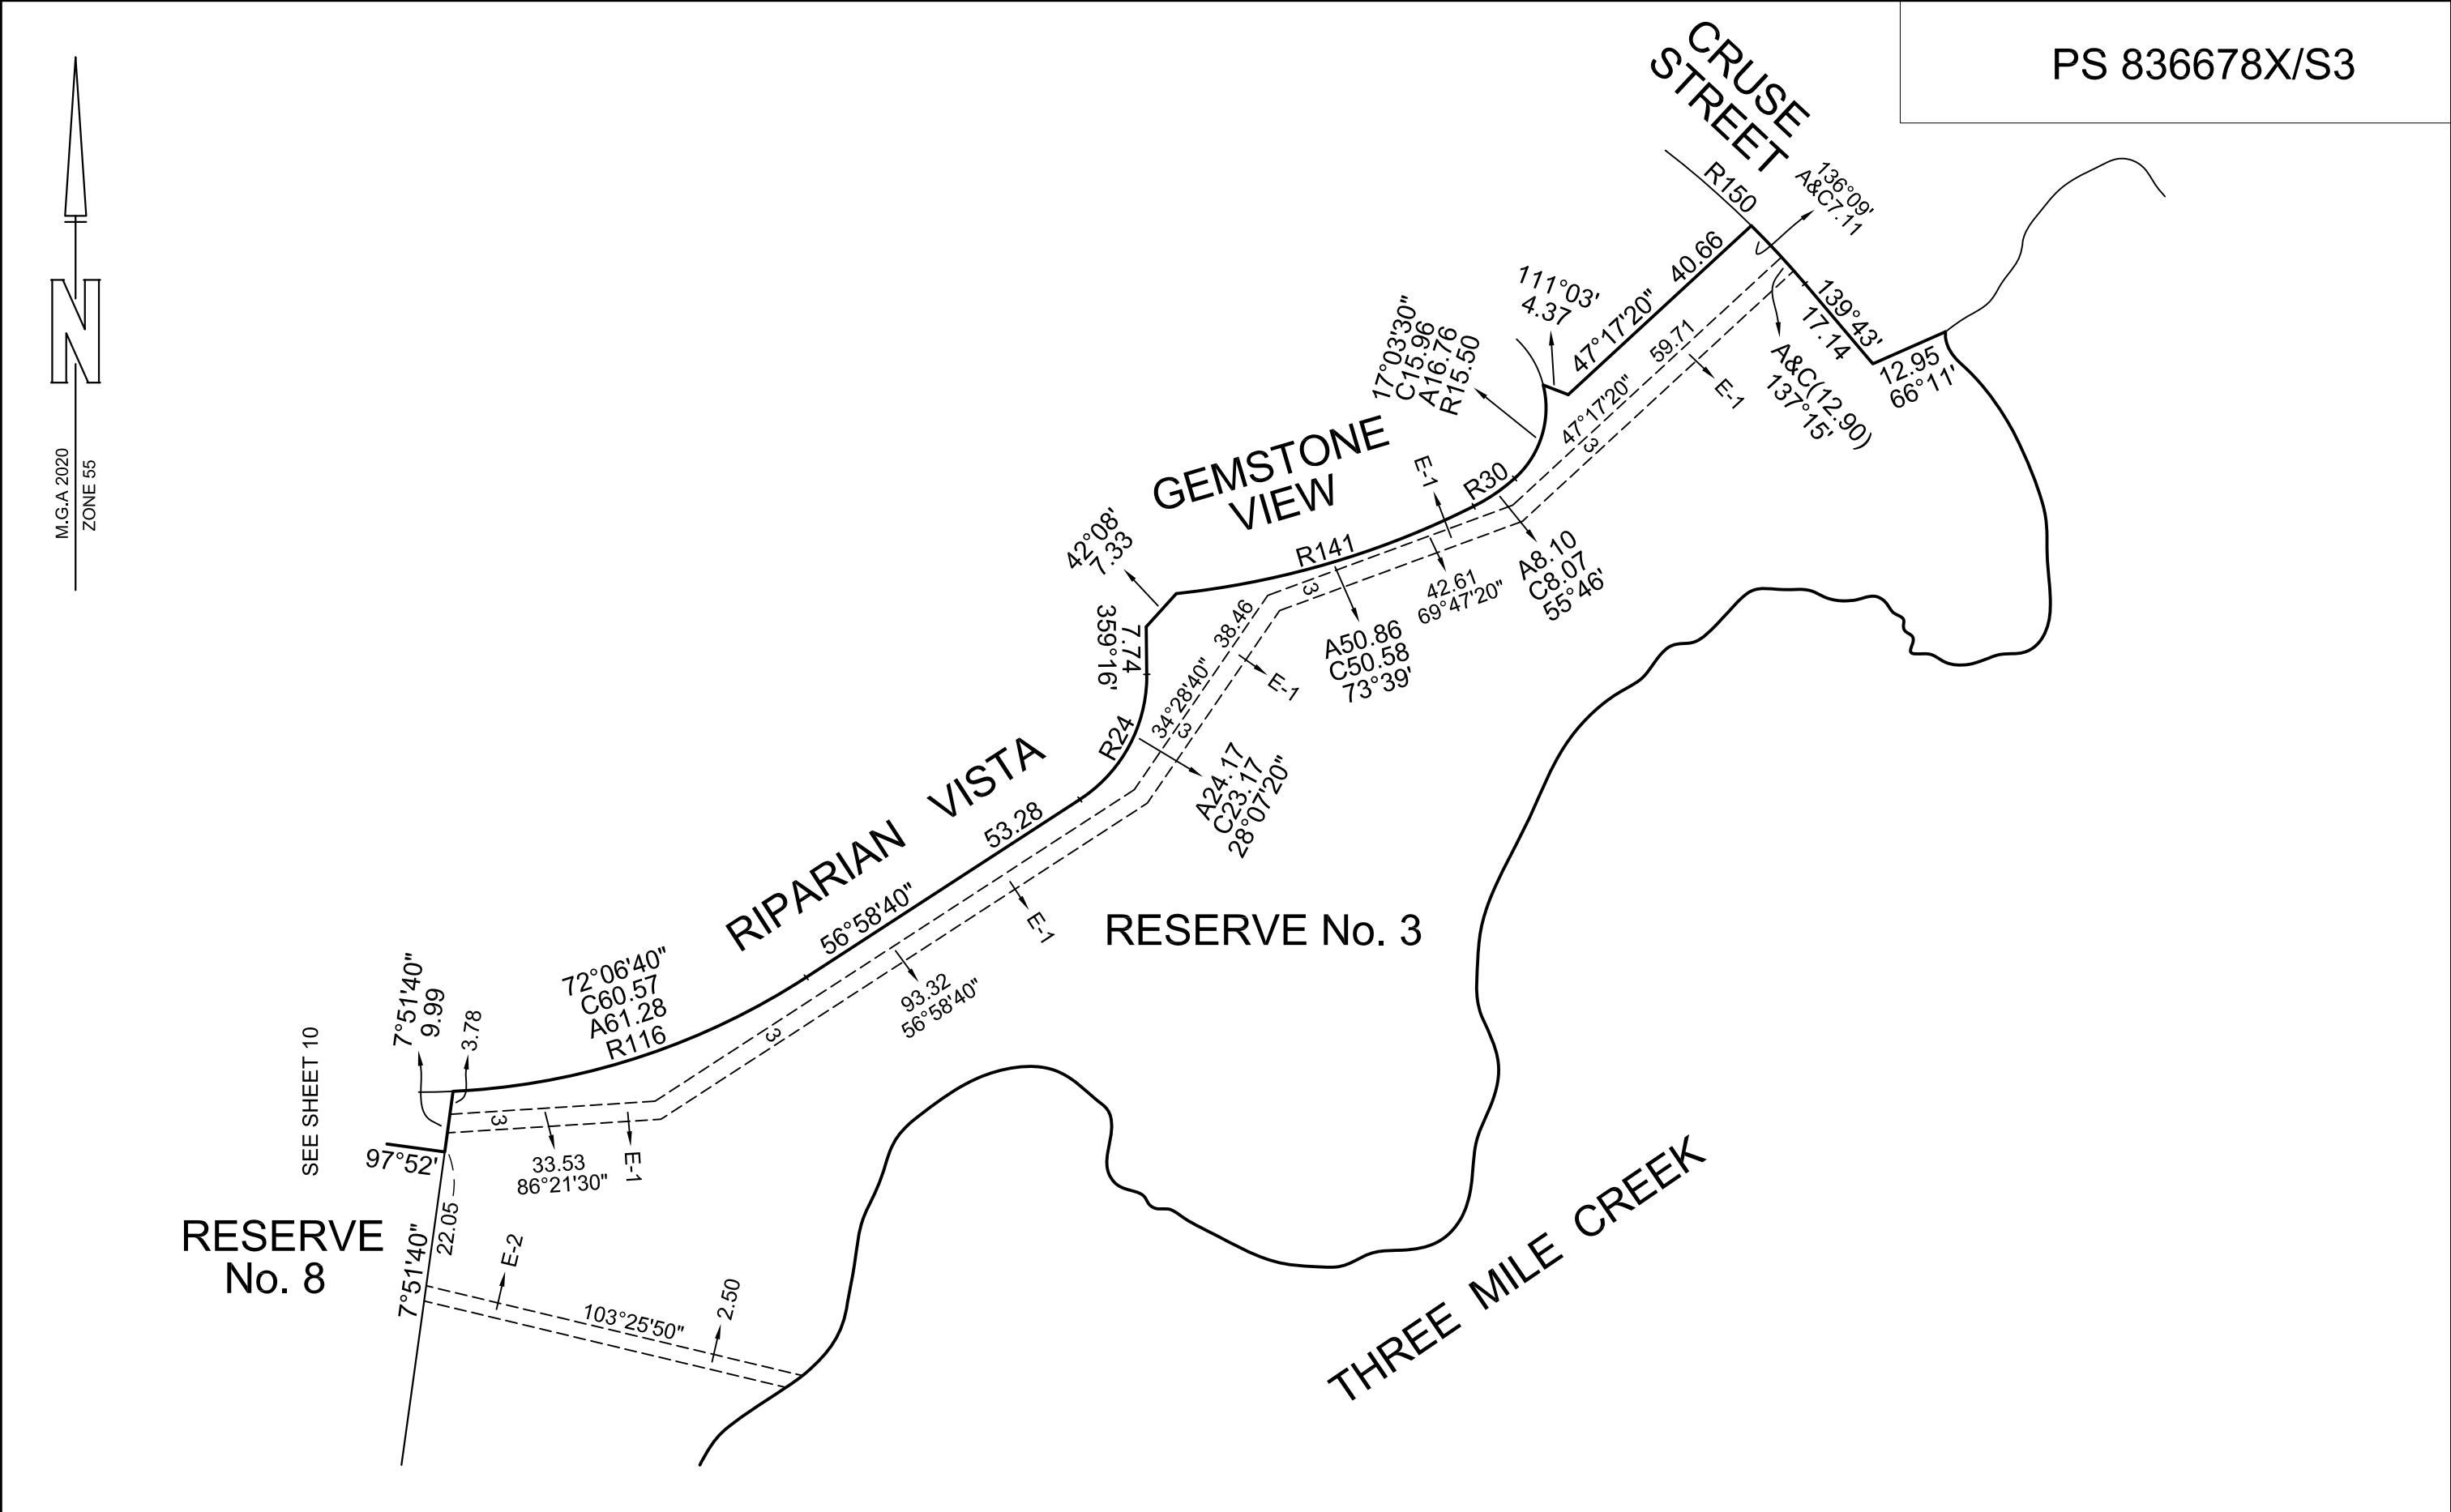 PS 836678X/S3
CRUSE
STREET
R150
136°09'
A&C7.11
N
M.G.A 2020
ZONE 55
40.66
47°17'20"
111°03'
4.37
139°43'
17.14
12.95
66°11'
A&C(12.90)
137°15'
59.71
47°17'20"
3
E-1
17°03'30"
C15.96
A16.76
R15.50
GEMSTONE
VIEW
E-1
R30
R141
42°08'
7.33
A8.10
C8.07
55°46'
42.61
69°47'20"
3
A50.86
C50.58
73°39'
7.74
359°16'
38.46
34°28'40"
3
E-1
R24
A24.17
C23.17
28°07'20"
RIPARIAN VISTA
53.28
56°58'40"
RESERVE No. 3
E-1
93.32
56°58'40"
3
72°06'40"
C60.57
A61.28
R116
7°51'40"
9.99
3.78
SEE SHEET 10
3
97°52'
33.53
86°21'30"
E-1
RESERVE
No. 8
22.05
7°51'40"
E-2
103°25'50"
2.50
THREE MILE CREEK